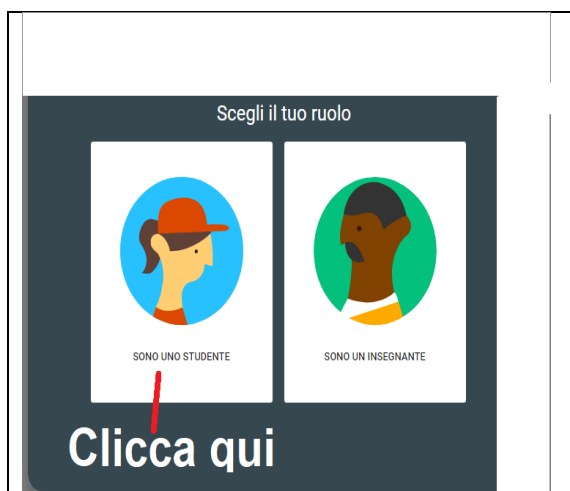 Scegli il tuo ruolo
SONO UNO STUDENTE
SONO UN INSEGNANTE
Clicca qui